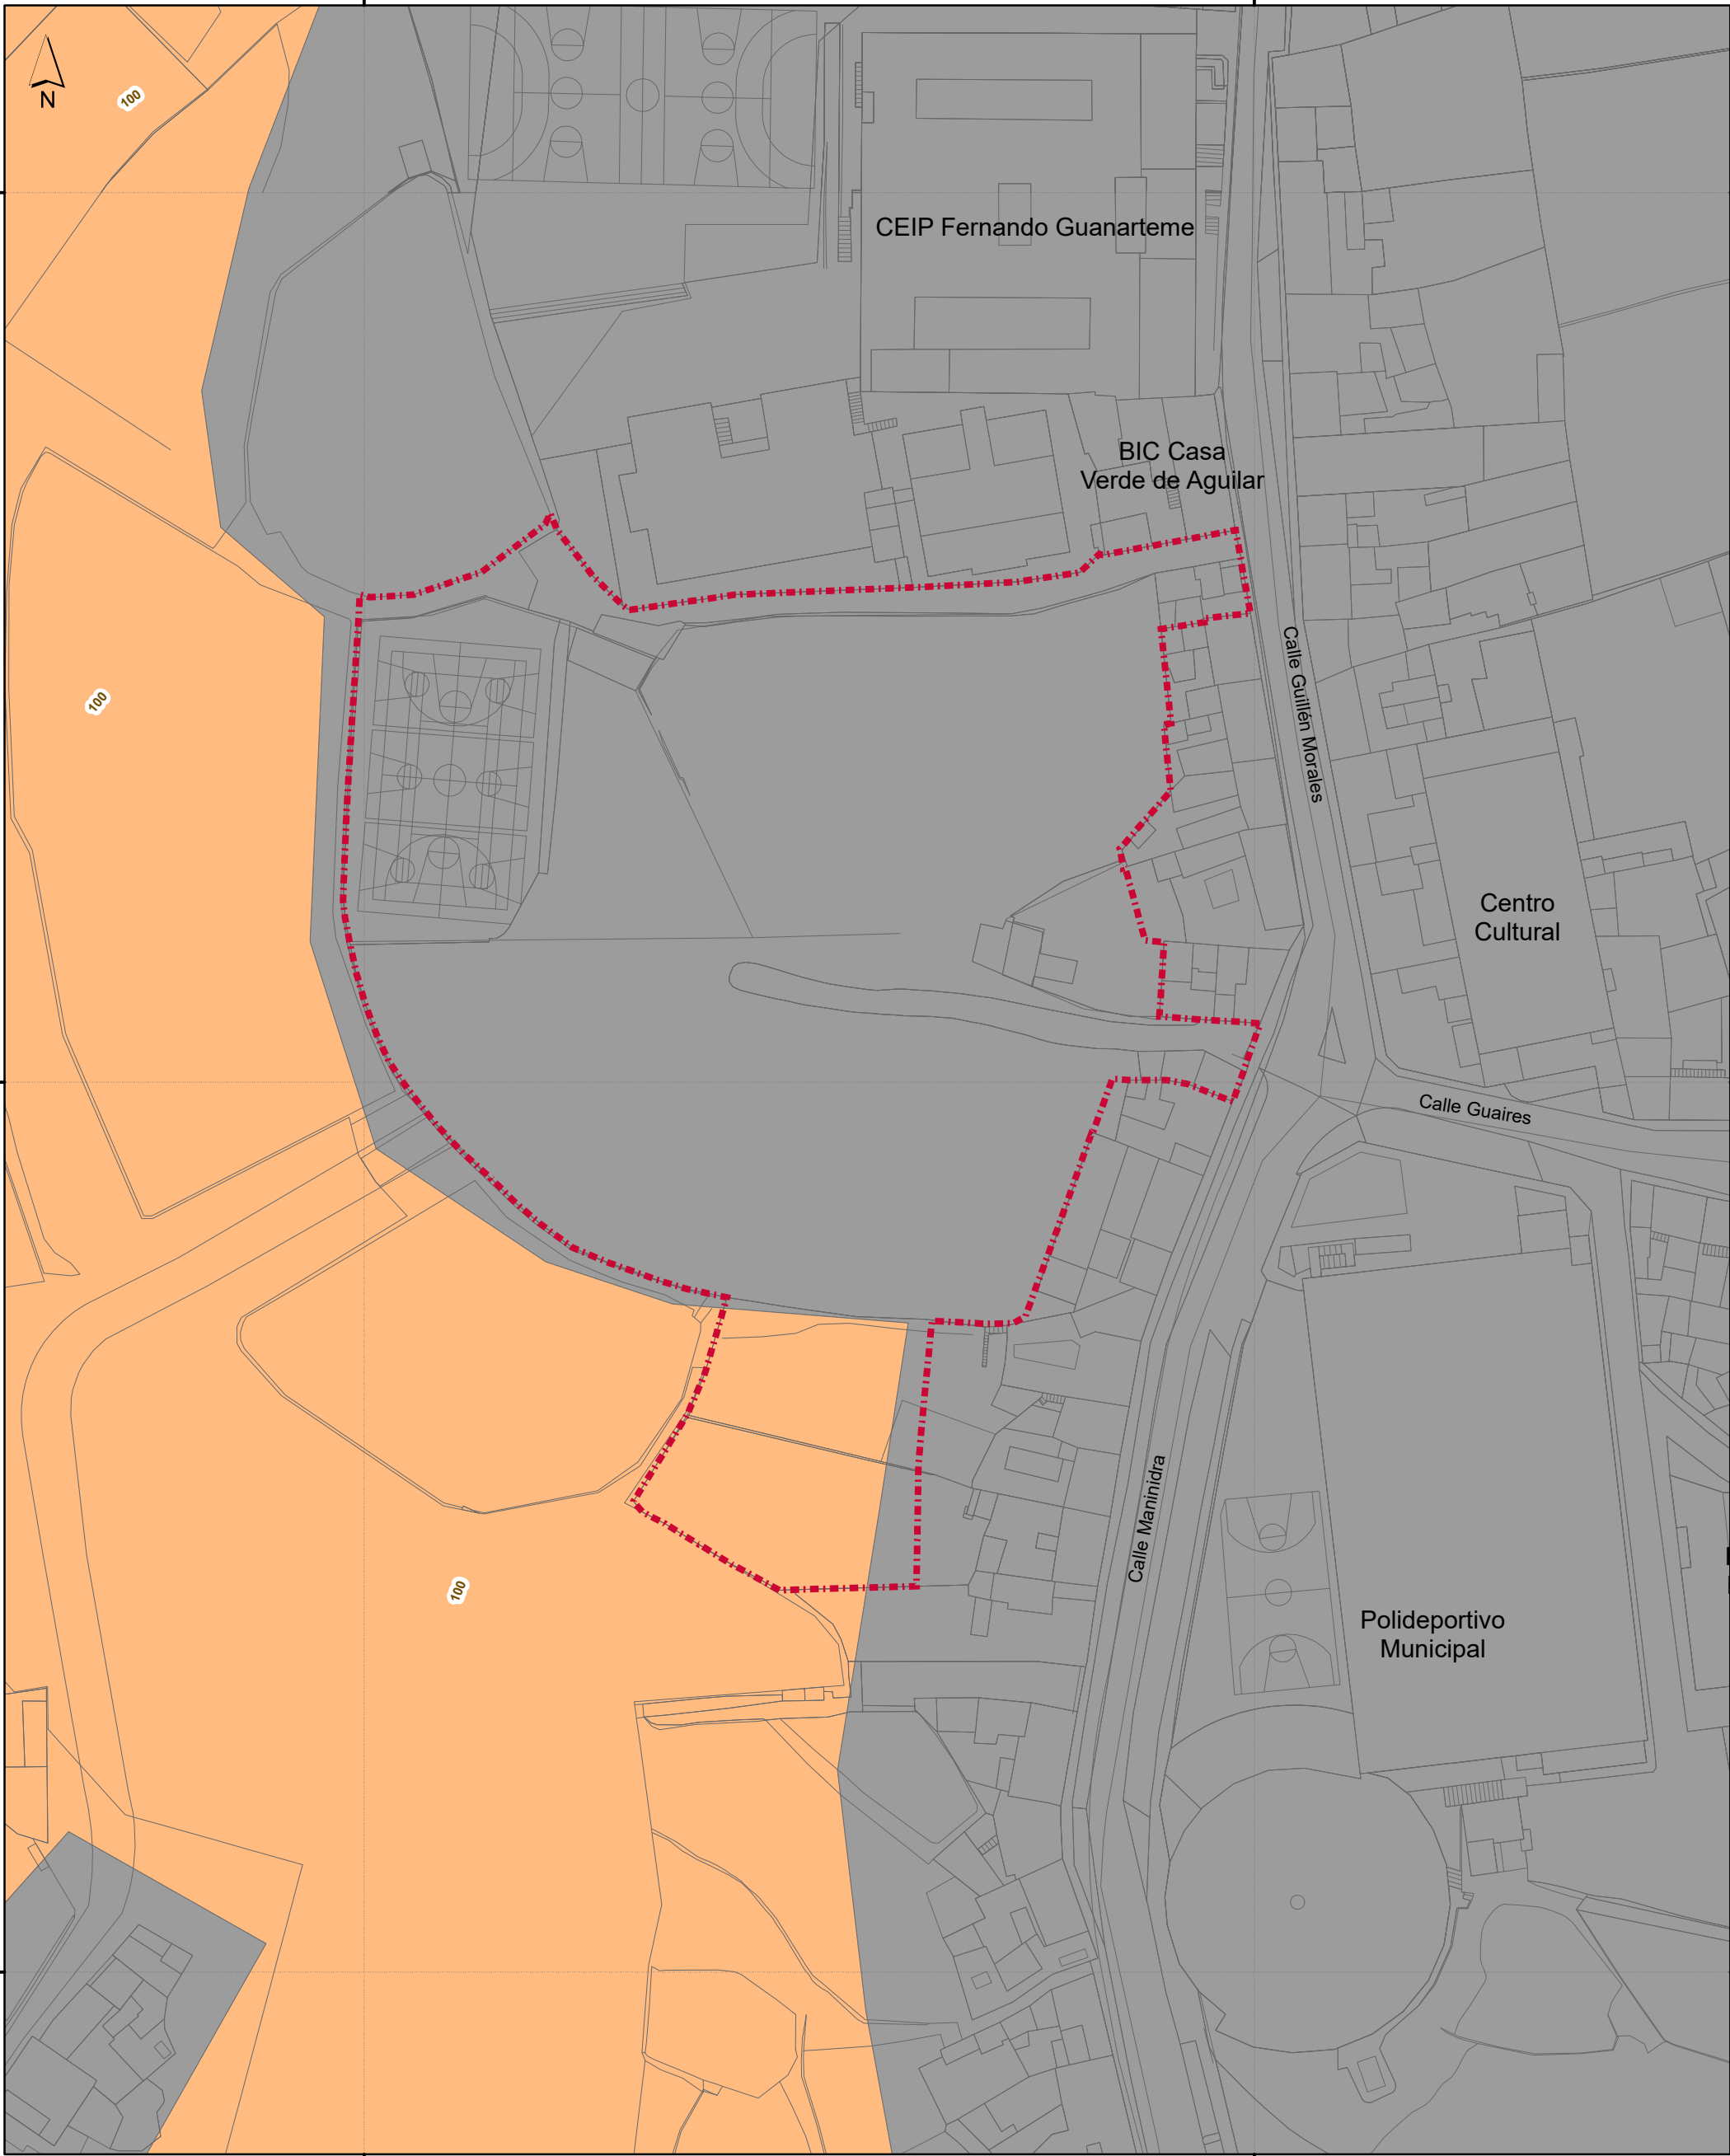 N
100
CEIP Fernando Guanarteme
BIC Casa
Verde de Aguilar
100
Calle Guillén Morales
Centro
Cultural
Calle Guaires
Calle Maninidra
100
Polideportivo
Municipal